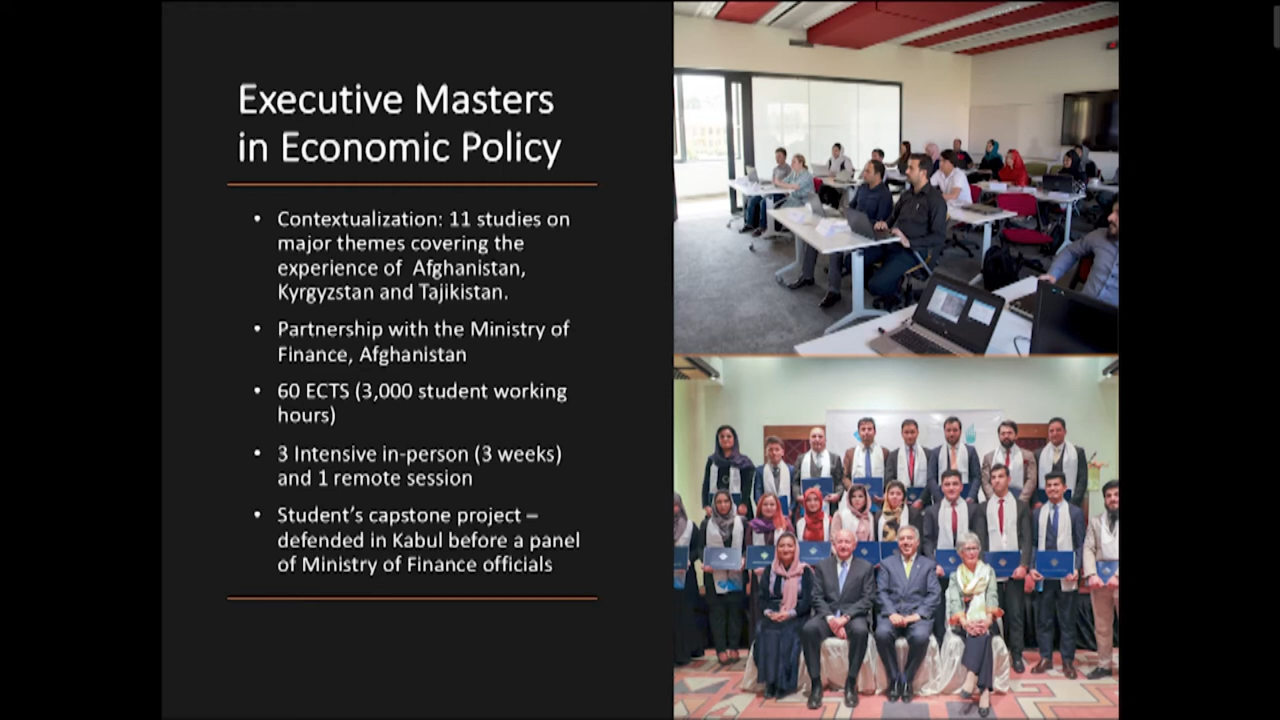 Executive Masters
in Economic Policy
• Contextualization: 11 studies on
major themes covering the
experience of  Afghanistan,
Kyrgyzstan and Tajikistan.
• Partnership with the Ministry of
Finance, Afghanistan
• 60 ECTS (3,000 student working
hours)
• 3 Intensive in-person (3 weeks)
and 1 remote session
• Student’s capstone project –
defended in Kabul before a panel
of Ministry of Finance officials